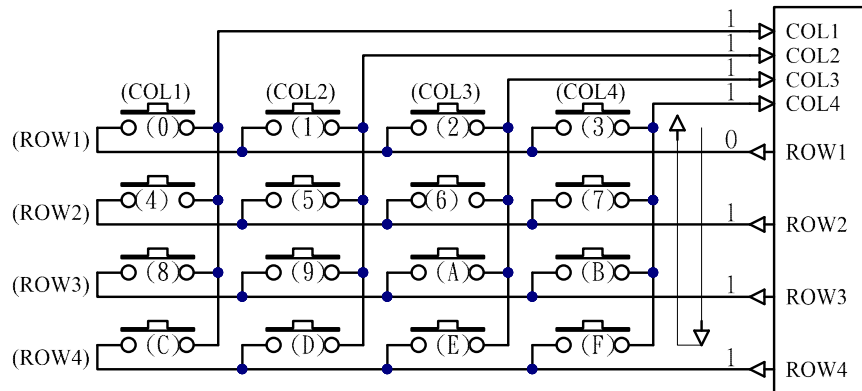 1 COL1
1 COL2
1 COL3
1 COL4
(COL1) (COL2) (COL3) (COL4)
(0) (1) (2) (3)
(ROW1) 0 ROW1
(4) (5) (6) (7)
(ROW2) 1 ROW2
(8) (9) (A) (B)
(ROW3) 1 ROW3
(C) (D) (E) (F)
(ROW4) 1 ROW4